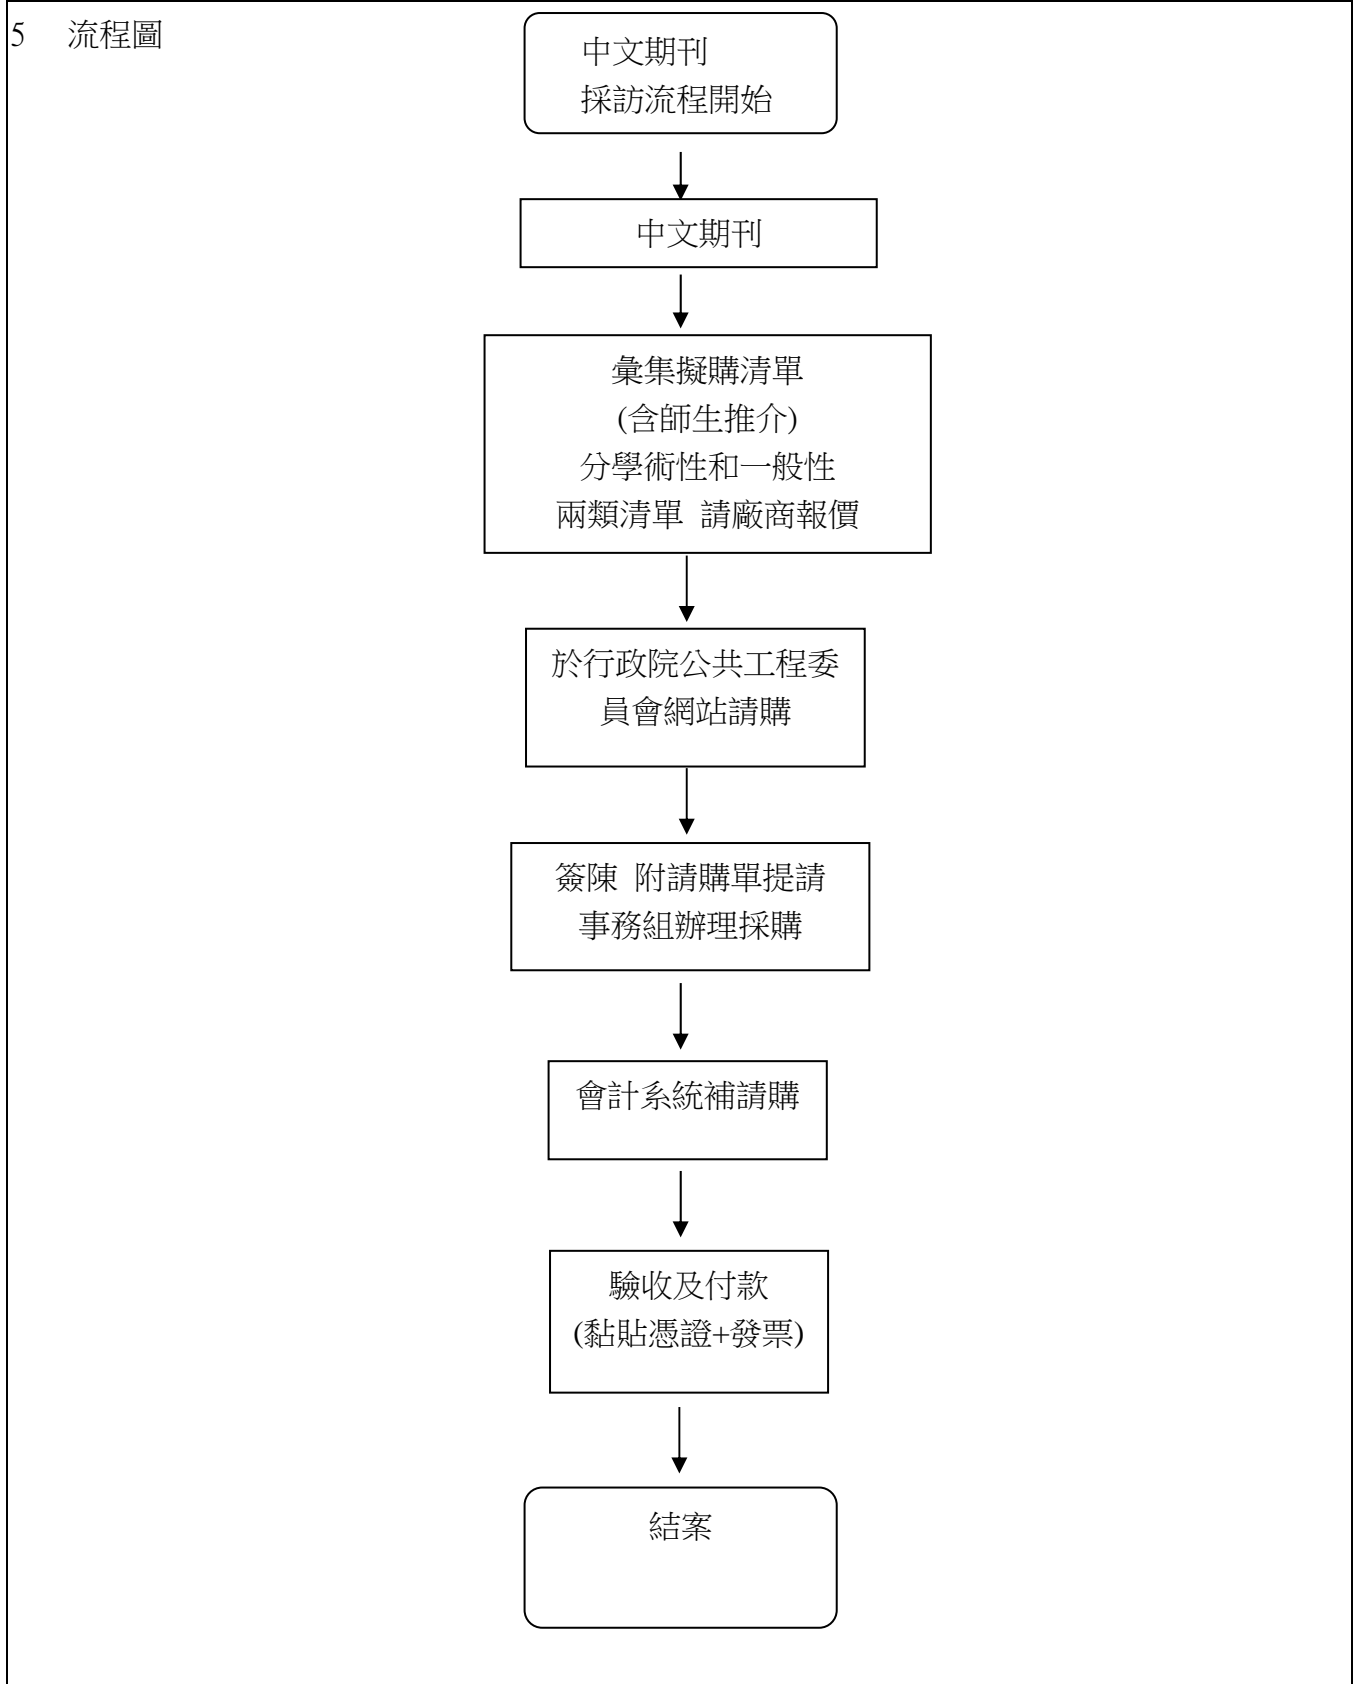 5 流程圖
中文期刊
採訪流程開始
中文期刊
彙集擬購清單
(含師生推介)
分學術性和一般性
兩類清單 請廠商報價
於行政院公共工程委
員會網站請購
簽陳 附請購單提請
事務組辦理採購
會計系統補請購
驗收及付款
(黏貼憑證+發票)
結案